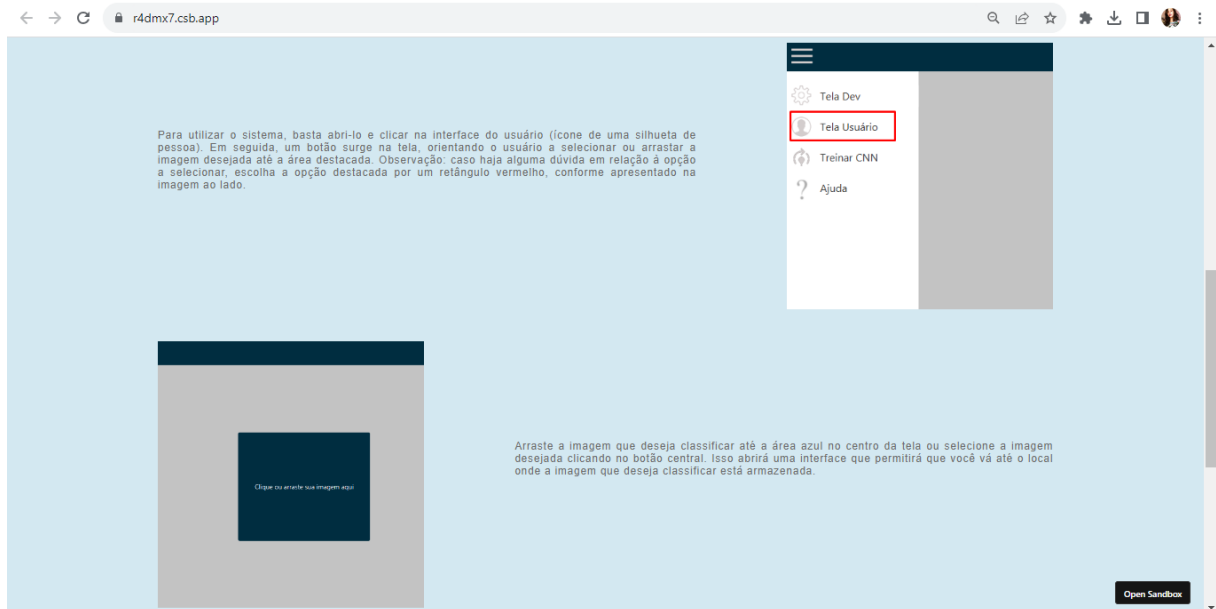 r4dmx7.csb.app
Tela Dev
Tela Usuário
Treinar CNN
Ajuda
Para utilizar o sistema, basta abri-lo e clicar na interface do usuário (ícone de uma silhueta de
pessoa). Em seguida, um botão surge na tela, orientando o usuário a selecionar ou arrastar a
imagem desejada até a área destacada. Observação: caso haja alguma dúvida em relação à opção
a selecionar, escolha a opção destacada por um retângulo vermelho, conforme apresentado na
imagem ao lado.
Clique ou arraste sua imagem aqui
Arraste a imagem que deseja classificar até a área azul no centro da tela ou selecione a imagem
desejada clicando no botão central. Isso abrirá uma interface que permitirá que você vá até o local
onde a imagem que deseja classificar está armazenada.
Open Sandbox